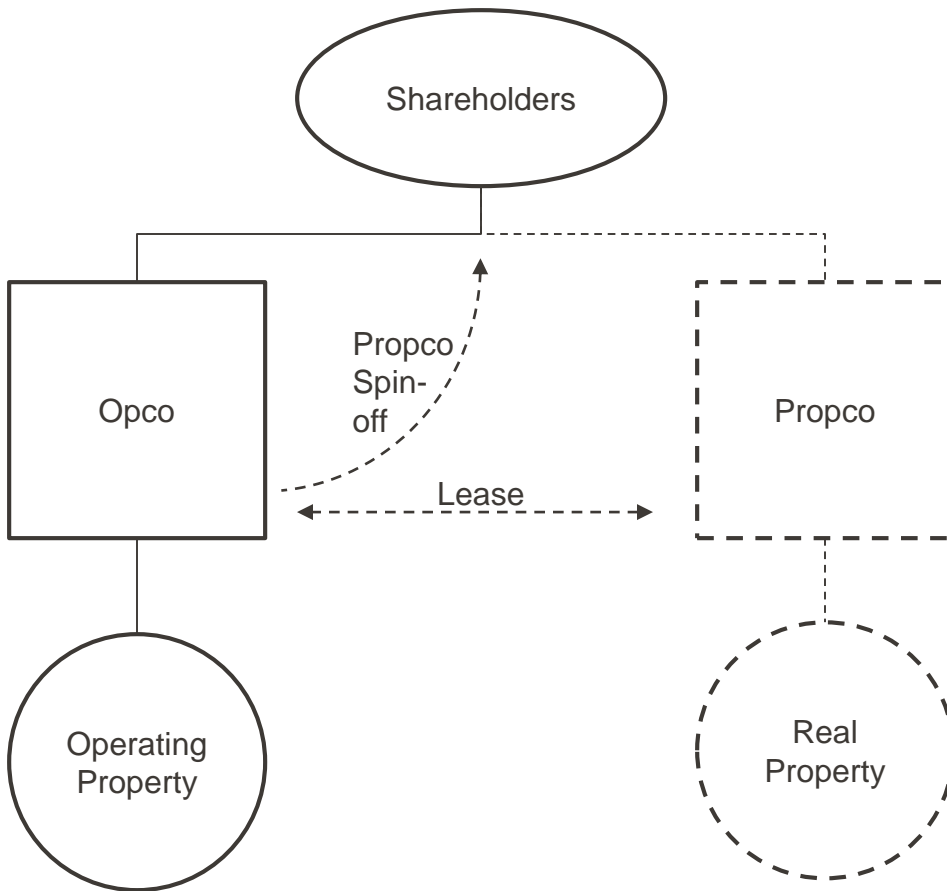 Shareholders
Propco
Spin-
off
Opco
Propco
Lease
Operating
Property
Real
Property